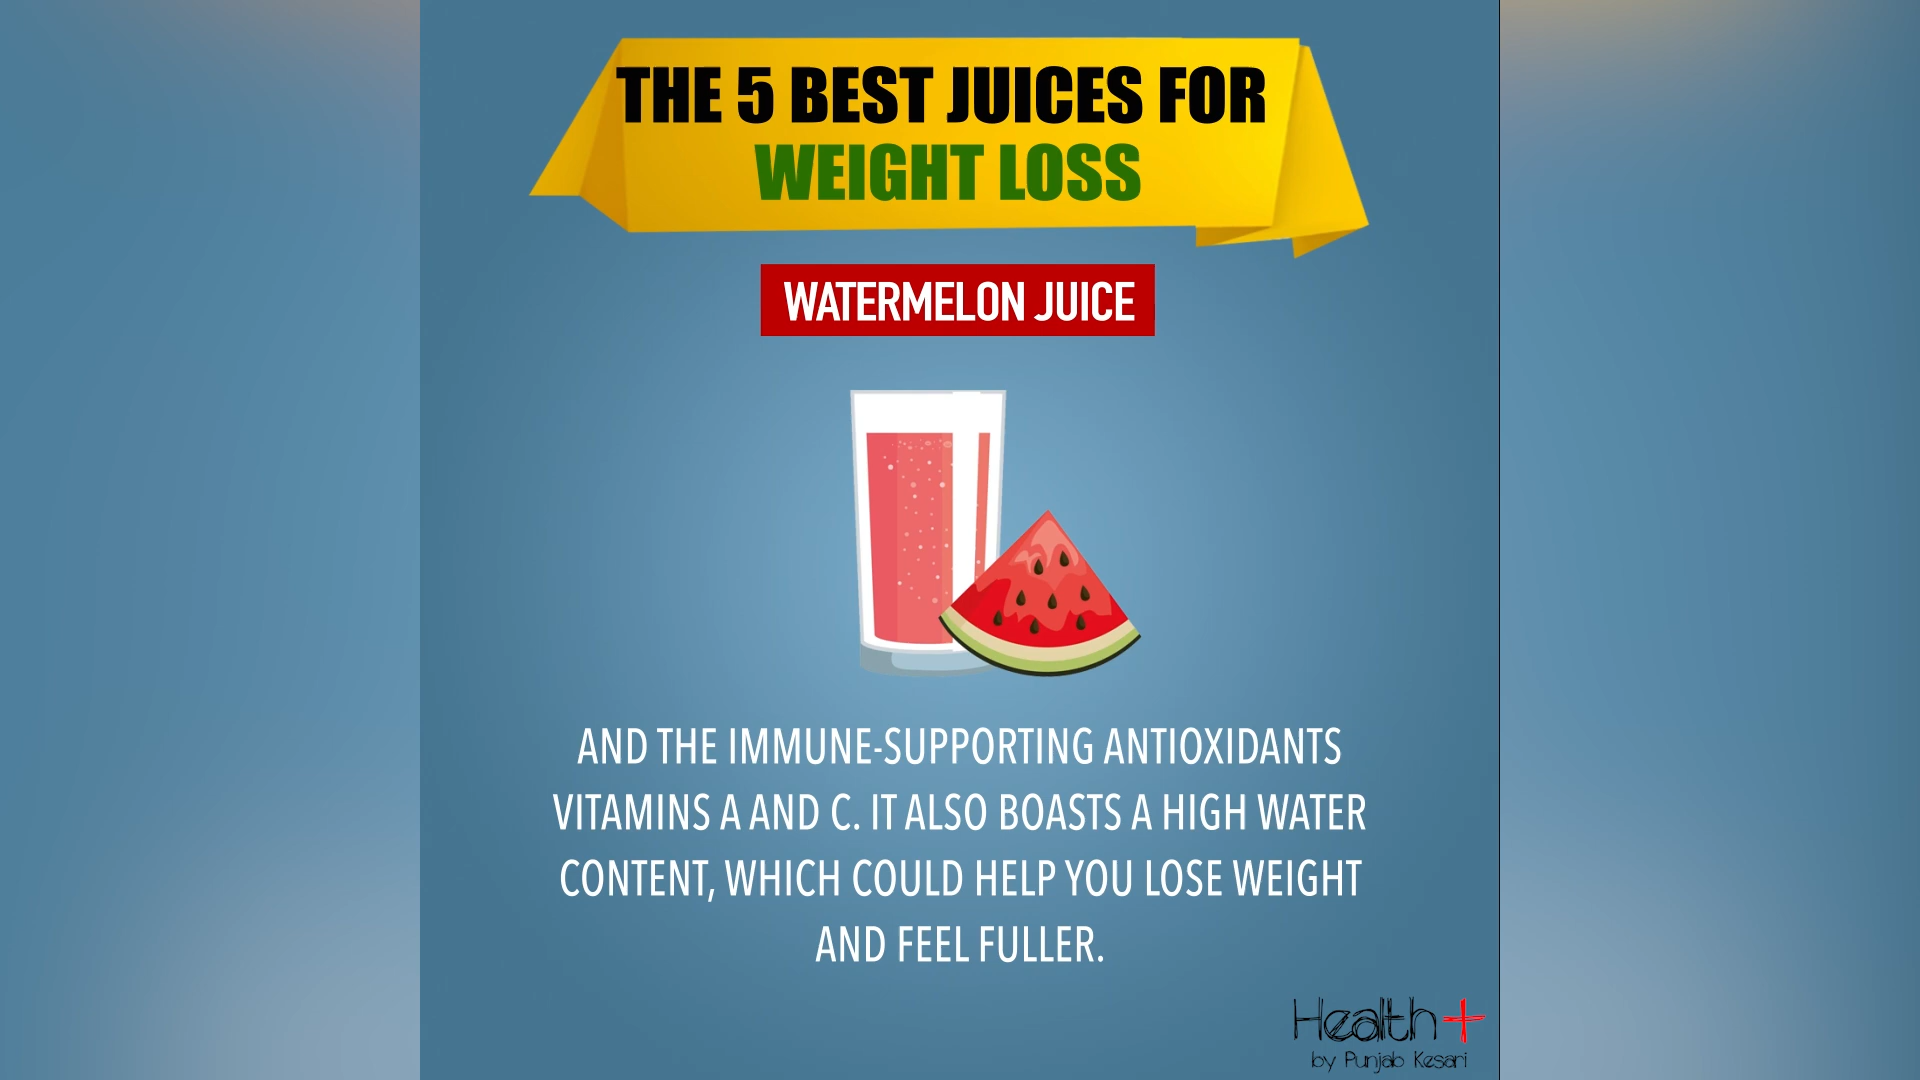 THE 5 BEST JUICES FOR
WEIGHT LOSS
WATERMELON JUICE
AND THE IMMUNE-SUPPORTING ANTIOXIDANTS
VITAMINS A AND C. IT ALSO BOASTS A HIGH WATER
CONTENT, WHICH COULD HELP YOU LOSE WEIGHT
AND FEEL FULLER.
Health+
by Punjab Kesari